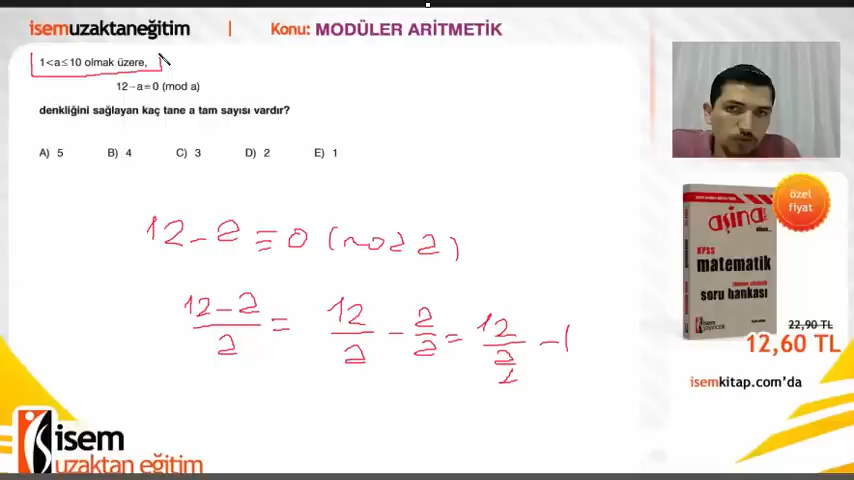 isemuzaktaneğitim | Konu: MODÜLER ARİTMETİK
1<a≤10 olmak üzere,
12−a=0 (mod a)
denkliğini sağlayan kaç tane a tam sayısı vardır?
A) 5 B) 4 C) 3 D) 2 E) 1
12 - a ≡ 0 (mod a)
12 - a / a = 12 / a - a / a = 12 / a - 1
1
özel
fiyat
aşina
KPSS
matematik
soru bankası
isem
22,90 TL
12,60 TL
isemkitap.com'da
isem
uzaktan eğitim